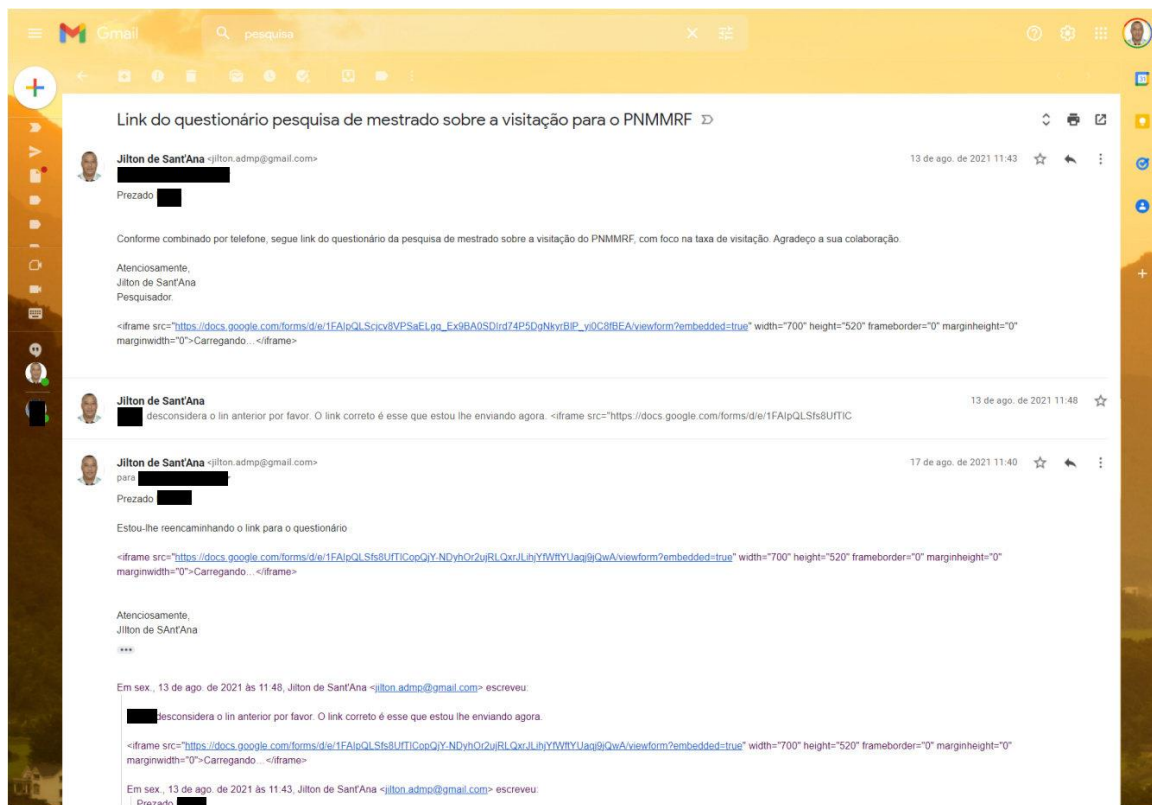 Gmail
pesquisa
Link do questionário pesquisa de mestrado sobre a visitação para o PNMMRF
Jilton de Sant'Ana <jilton.admp@gmail.com>
13 de ago. de 2021 11:43
Prezado
Conforme combinado por telefone, segue link do questionário da pesquisa de mestrado sobre a visitação do PNMMRF, com foco na taxa de visitação. Agradeço a sua colaboração.
Atenciosamente,
Jilton de Sant'Ana
Pesquisador.
<iframe src="https://docs.google.com/forms/d/e/1FAIpQLScjcv8VPSaELgq_Ex9BA0SDIrd74P5DgNkyrBIP_yi0C8fBEA/viewform?embedded=true" width="700" height="520" frameborder="0" marginheight="0"
marginwidth="0">Carregando…</iframe>
Jilton de Sant'Ana
13 de ago. de 2021 11:48
desconsidera o lin anterior por favor. O link correto é esse que estou lhe enviando agora. <iframe src="https://docs.google.com/forms/d/e/1FAIpQLSfs8UfTIC
Jilton de Sant'Ana <jilton.admp@gmail.com>
17 de ago. de 2021 11:40
para
Prezado
Estou-lhe reencaminhando o link para o questionário
<iframe src="https://docs.google.com/forms/d/e/1FAIpQLSfs8UfTICopQjY-NDyhOr2ujRLQxrJLihjYfWftYUaqj9jQwA/viewform?embedded=true" width="700" height="520" frameborder="0" marginheight="0"
marginwidth="0">Carregando…</iframe>
Atenciosamente,
JIlton de SAnt'Ana
Em sex., 13 de ago. de 2021 às 11:48, Jilton de Sant'Ana <jilton.admp@gmail.com> escreveu:
desconsidera o lin anterior por favor. O link correto é esse que estou lhe enviando agora.
<iframe src="https://docs.google.com/forms/d/e/1FAIpQLSfs8UfTICopQjY-NDyhOr2ujRLQxrJLihjYfWftYUaqj9jQwA/viewform?embedded=true" width="700" height="520" frameborder="0" marginheight="0"
marginwidth="0">Carregando…</iframe>
Em sex., 13 de ago. de 2021 às 11:43, Jilton de Sant'Ana <jilton.admp@gmail.com> escreveu:
Prezado